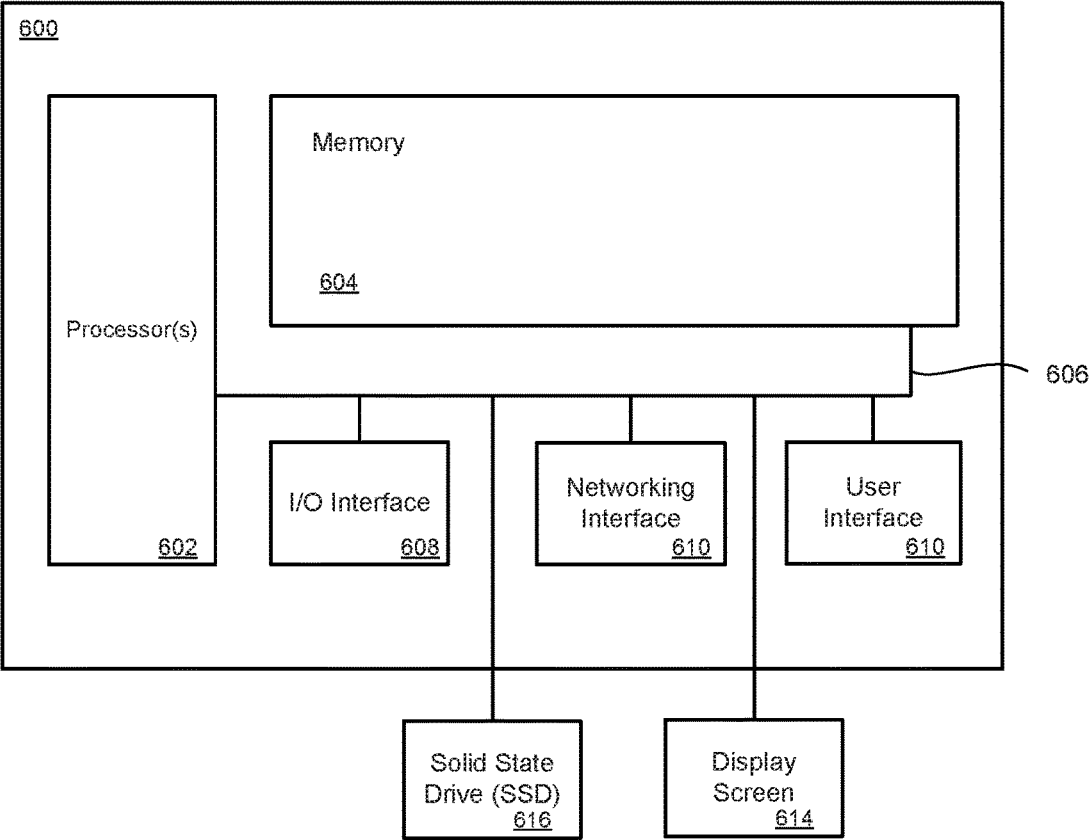 600
Memory
604
Processor(s)
602
606
I/O Interface
608
Networking
Interface
610
User
Interface
610
Solid State
Drive (SSD)
616
Display
Screen
614